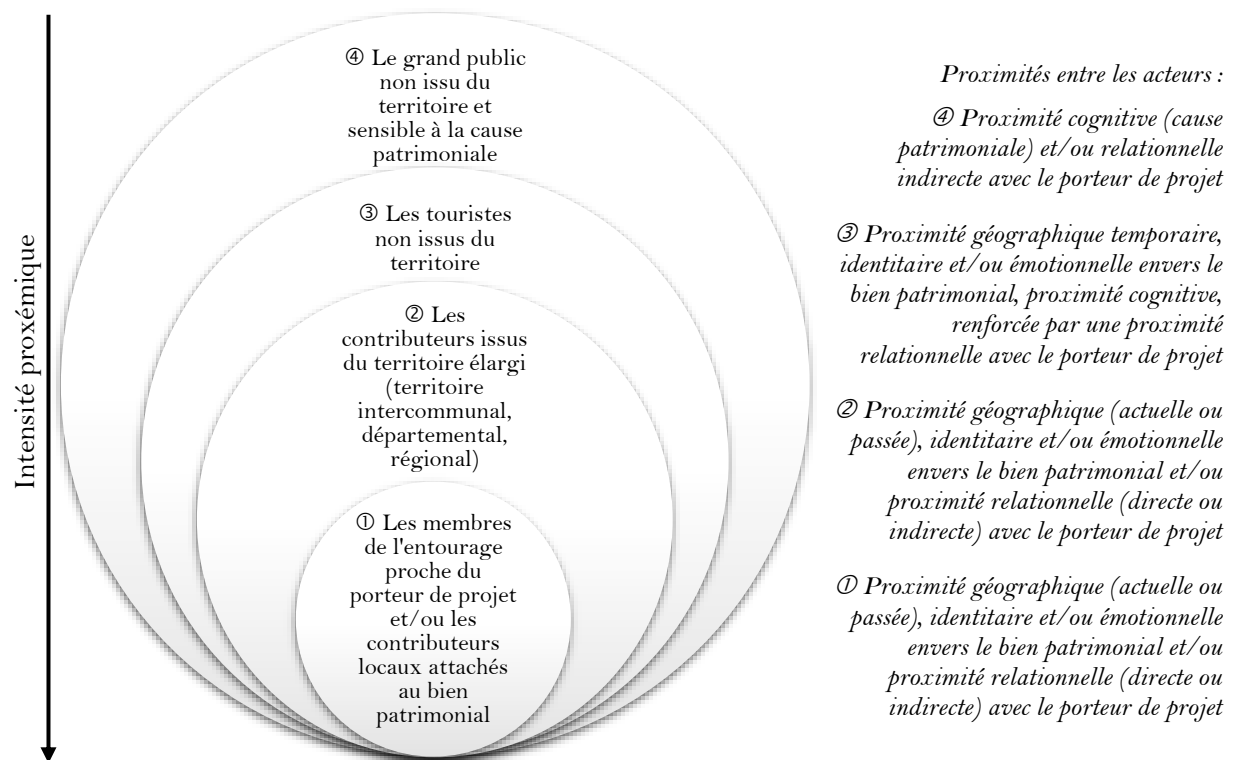 Intensité proxémique
④ Le grand public
non issu du
territoire et
sensible à la cause
patrimoniale
③ Les touristes
non issus du
territoire
② Les
contributeurs issus
du territoire élargi
(territoire
intercommunal,
départemental,
régional)
① Les membres
de l'entourage
proche du
porteur de projet
et/ou les
contributeurs
locaux attachés
au bien
patrimonial
Proximités entre les acteurs :
④ Proximité cognitive (cause
patrimoniale) et/ou relationnelle
indirecte avec le porteur de projet
③ Proximité géographique temporaire,
identitaire et/ou émotionnelle envers le
bien patrimonial, proximité cognitive,
renforcée par une proximité
relationnelle avec le porteur de projet
② Proximité géographique (actuelle ou
passée), identitaire et/ou émotionnelle
envers le bien patrimonial et/ou
proximité relationnelle (directe ou
indirecte) avec le porteur de projet
① Proximité géographique (actuelle ou
passée), identitaire et/ou émotionnelle
envers le bien patrimonial et/ou
proximité relationnelle (directe ou
indirecte) avec le porteur de projet